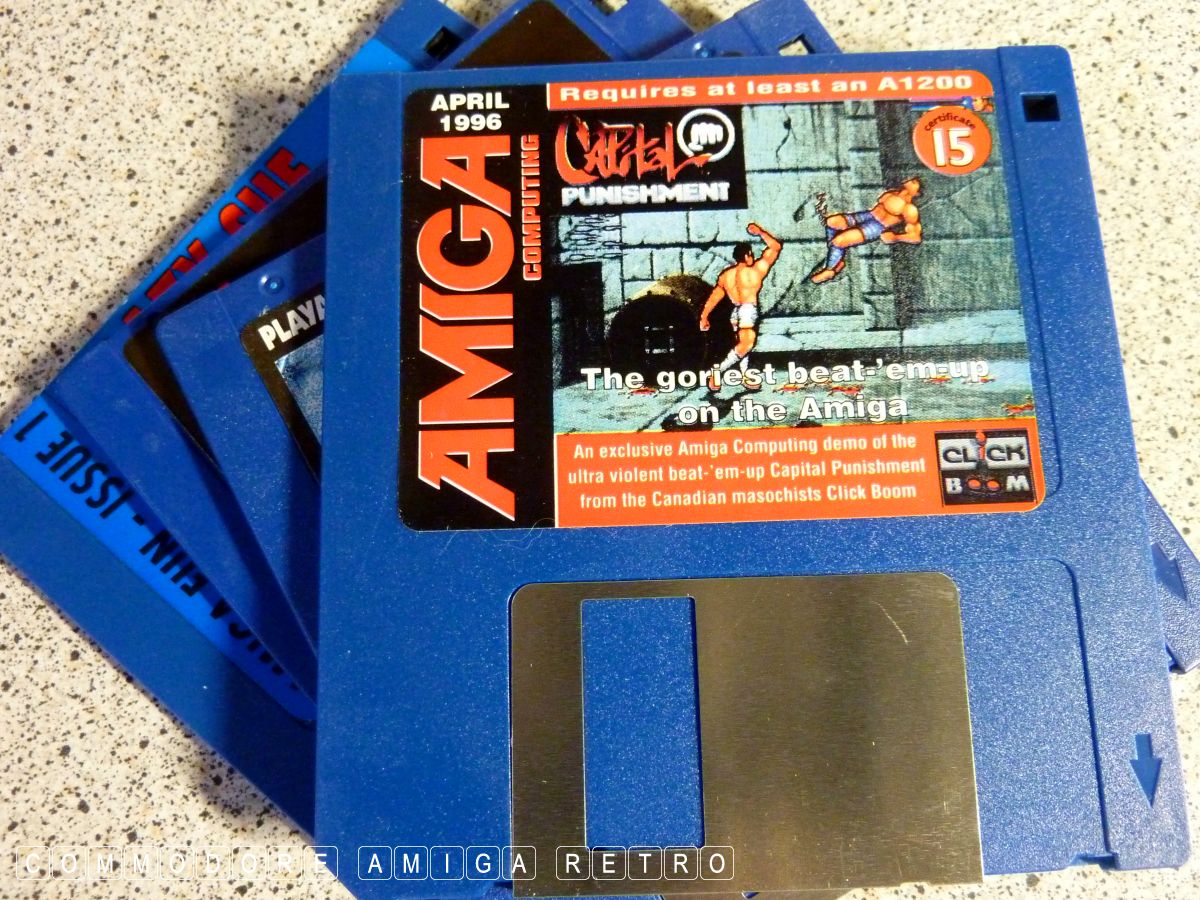 Requires at least an A1200
APRIL
1996
AMIGA
COMPUTING
CAPITAL
PUNISHMENT
certificate
15
The goriest beat-'em-up
on the Amiga
An exclusive Amiga Computing demo of the
ultra violent beat-'em-up Capital Punishment
from the Canadian masochists Click Boom
CLICK
BOOM
PLAYA
FUN - ISSUE 1
COMMODORE AMIGA RETRO